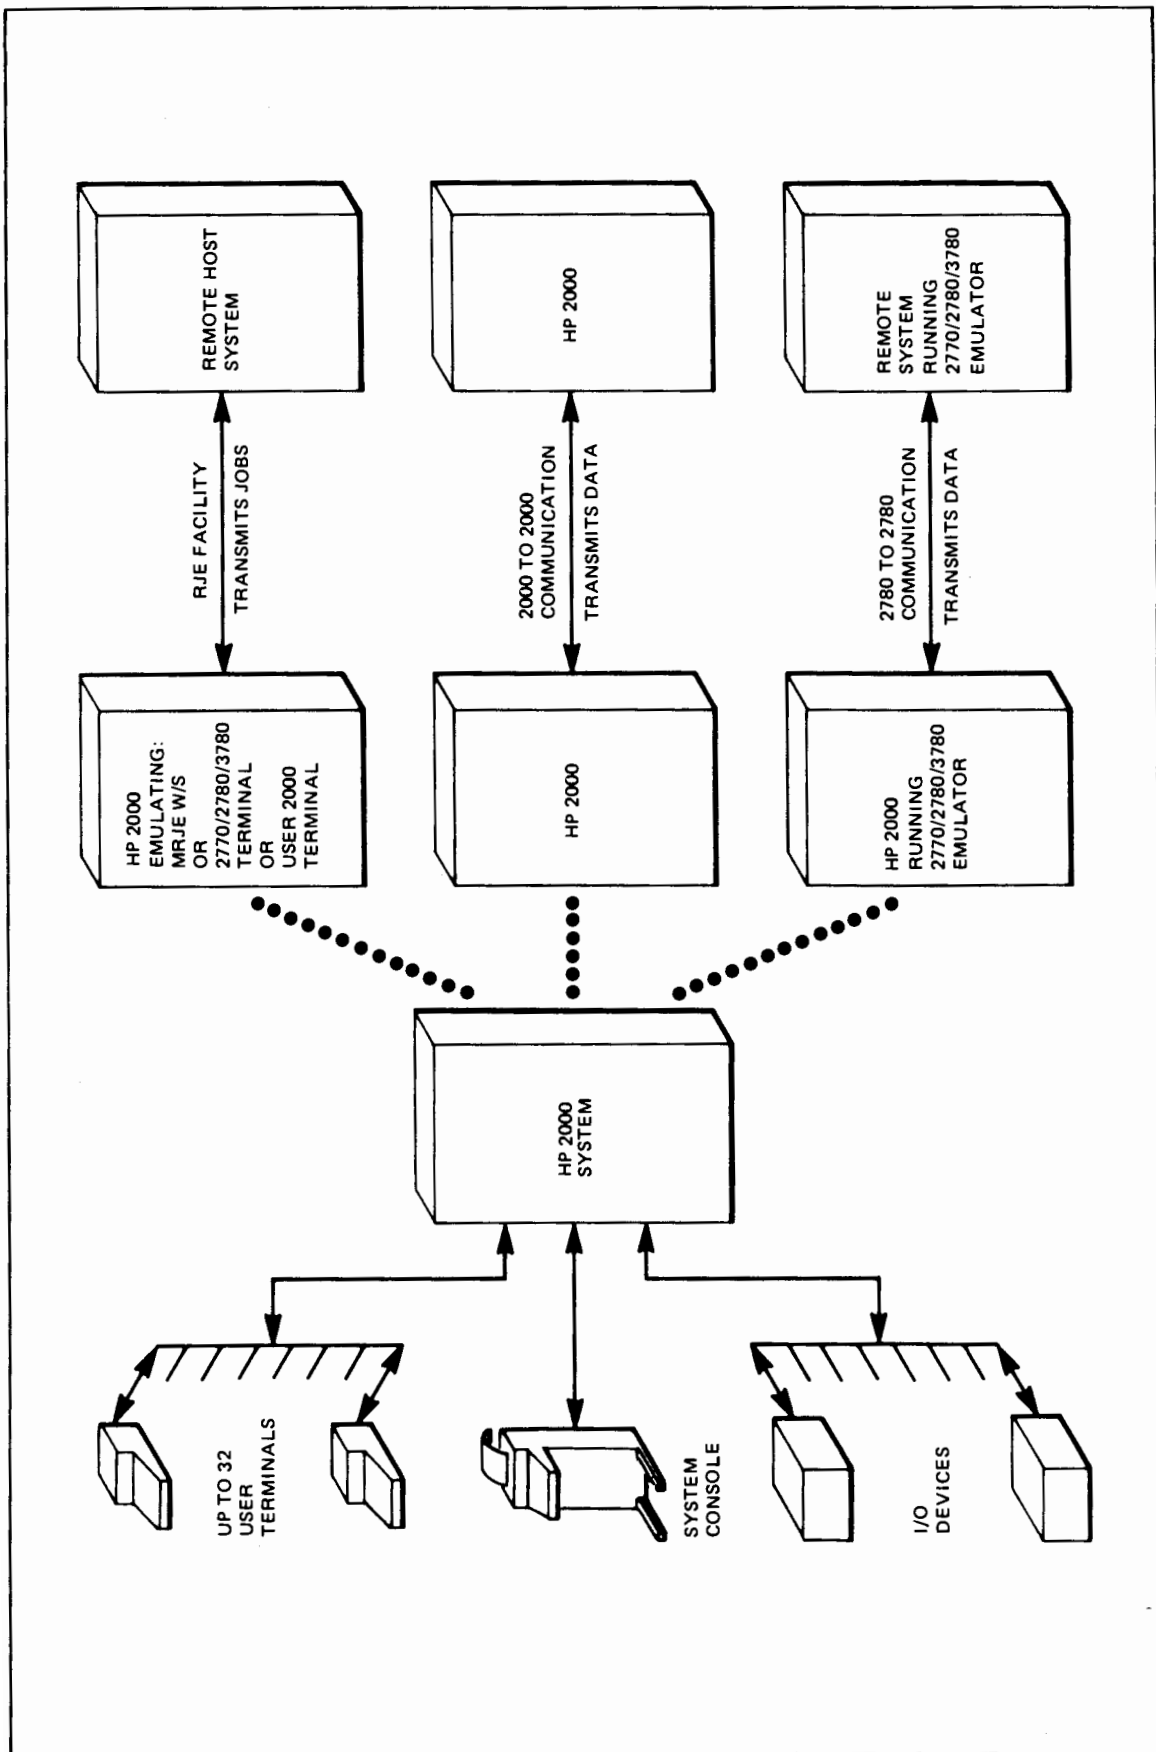 UP TO 32
USER
TERMINALS
SYSTEM
CONSOLE
I/O
DEVICES
HP 2000
SYSTEM
HP 2000
EMULATING:
MRJE W/S
OR
2770/2780/3780
TERMINAL
OR
USER 2000
TERMINAL
RJE FACILITY
TRANSMITS JOBS
REMOTE HOST
SYSTEM
HP 2000
2000 TO 2000
COMMUNICATION
TRANSMITS DATA
HP 2000
HP 2000
RUNNING
2770/2780/3780
EMULATOR
2780 TO 2780
COMMUNICATION
TRANSMITS DATA
REMOTE
SYSTEM
RUNNING
2770/2780/3780
EMULATOR